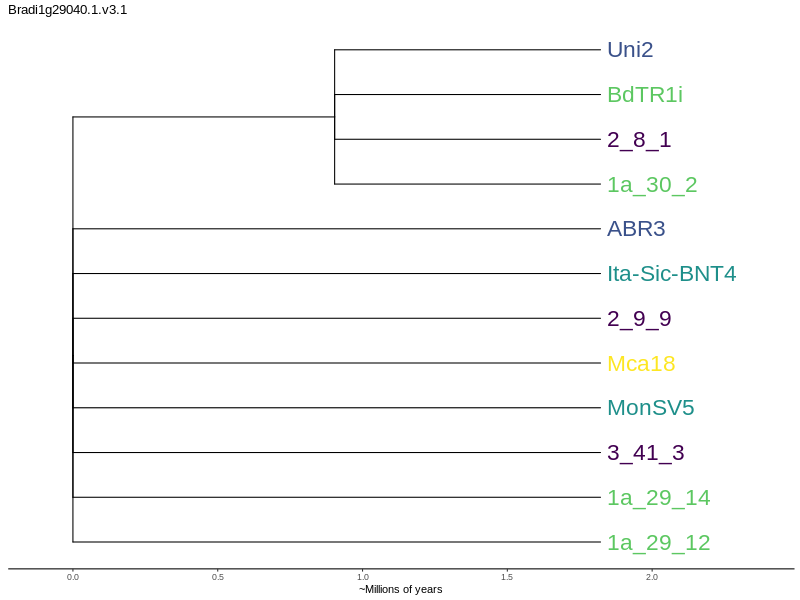 Bradi1g29040.1.v3.1
Uni2
BdTR1i
2_8_1
1a_30_2
ABR3
Ita-Sic-BNT4
2_9_9
Mca18
MonSV5
3_41_3
1a_29_14
1a_29_12
0.0 0.5 1.0 1.5 2.0
~Millions of years